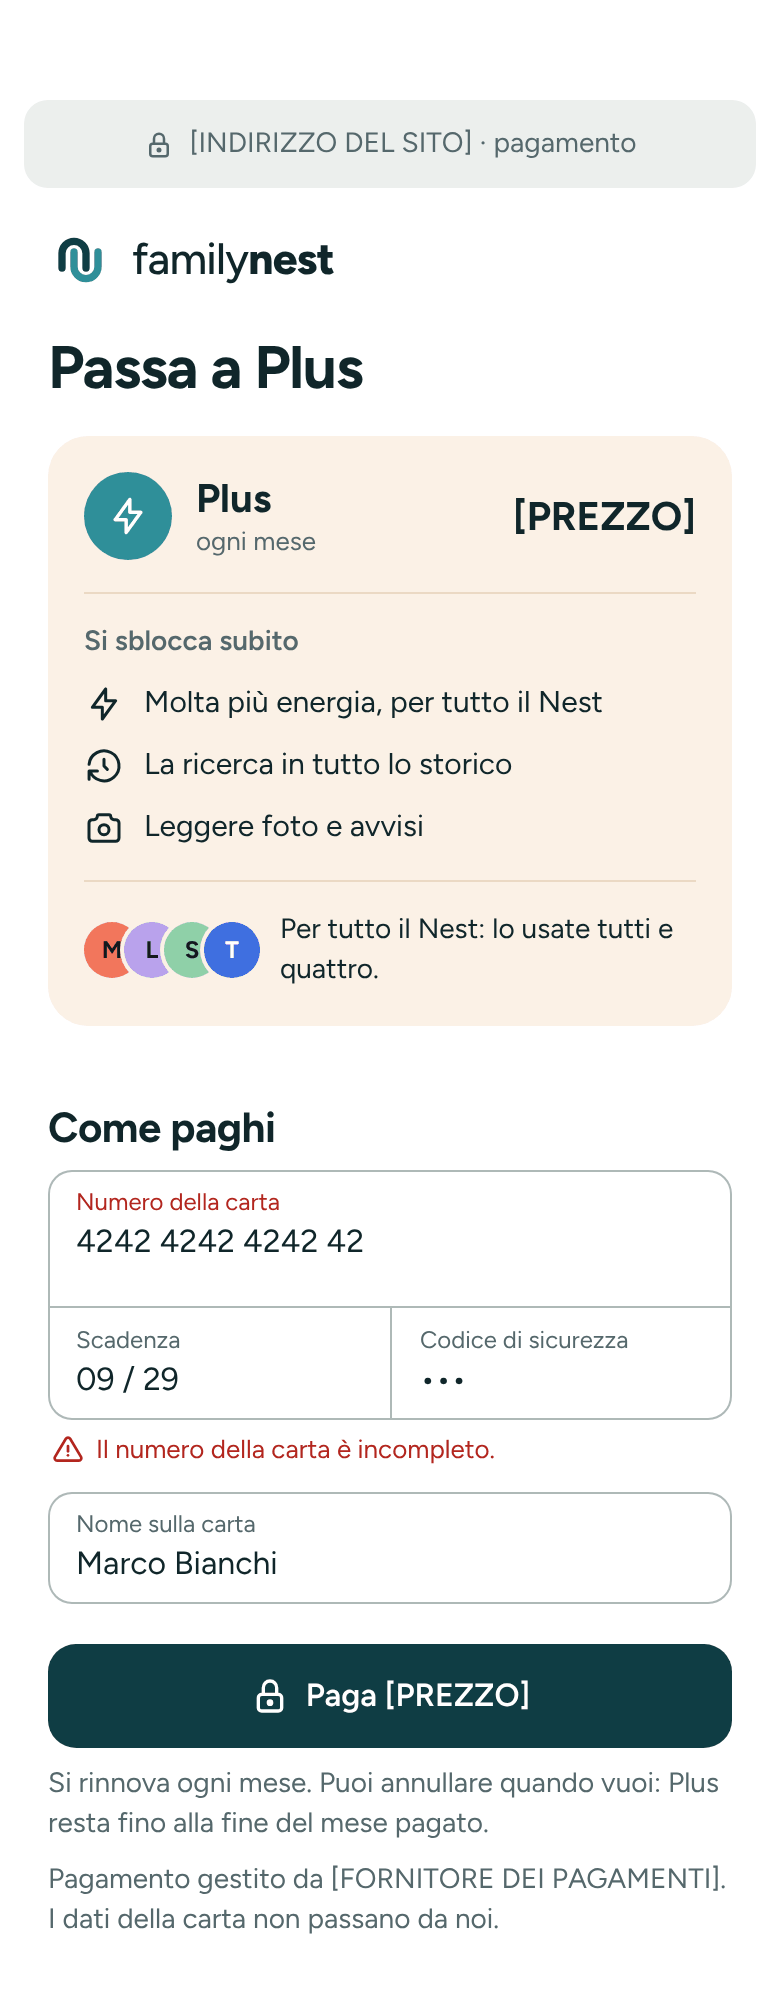 [INDIRIZZO DEL SITO] · pagamento
familynest
Passa a Plus
Plus
[PREZZO]
ogni mese
Si sblocca subito
Molta più energia, per tutto il Nest
La ricerca in tutto lo storico
Leggere foto e avvisi
M L S T
Per tutto il Nest: lo usate tutti e
quattro.
Come paghi
Numero della carta
4242 4242 4242 42
Scadenza
09 / 29
Codice di sicurezza
•••
Il numero della carta è incompleto.
Nome sulla carta
Marco Bianchi
Paga [PREZZO]
Si rinnova ogni mese. Puoi annullare quando vuoi: Plus
resta fino alla fine del mese pagato.
Pagamento gestito da [FORNITORE DEI PAGAMENTI].
I dati della carta non passano da noi.